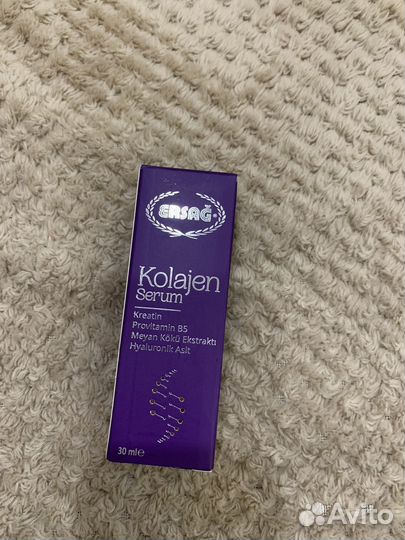 ERSAĞ®
Kolajen
Serum
Kreatin
Provitamin B5
Meyan Kökü Ekstraktı
Hyaluronik Asit
30 ml℮
Avito